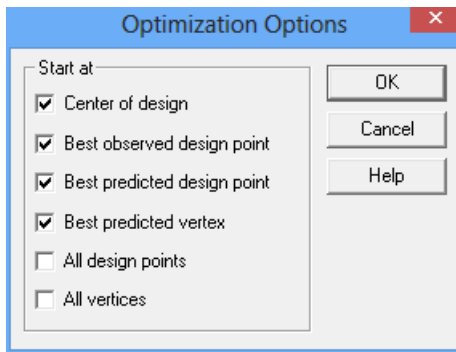 Optimization Options
Start at
Center of design
Best observed design point
Best predicted design point
Best predicted vertex
All design points
All vertices
OK
Cancel
Help